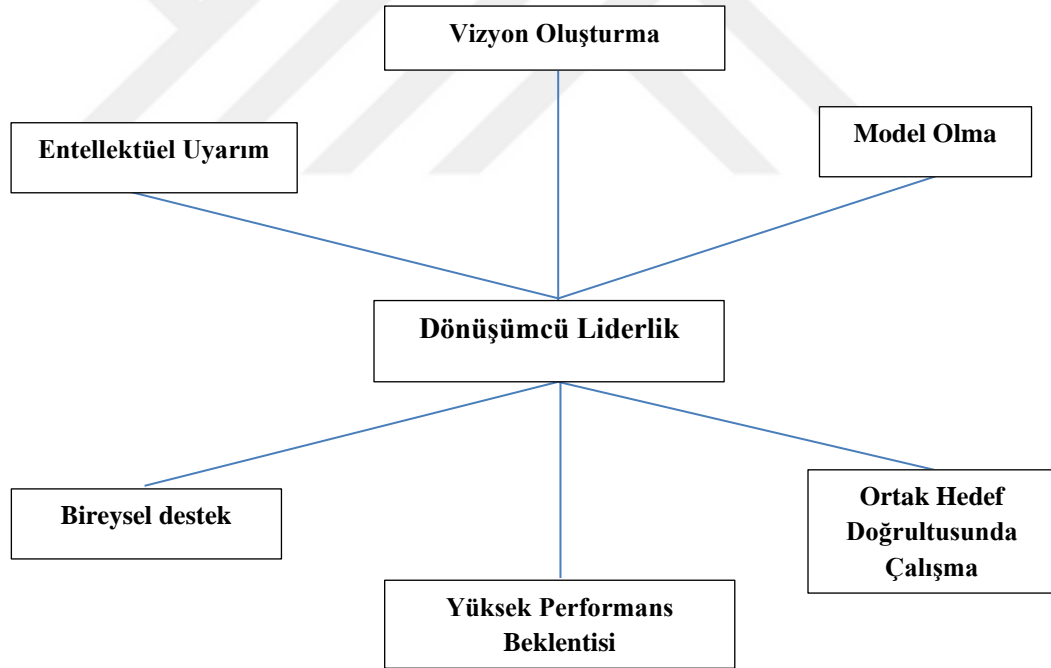 Vizyon Oluşturma
Entellektüel Uyarım
Model Olma
Dönüşümcü Liderlik
Bireysel destek
Ortak Hedef
Doğrultusunda
Çalışma
Yüksek Performans
Beklentisi